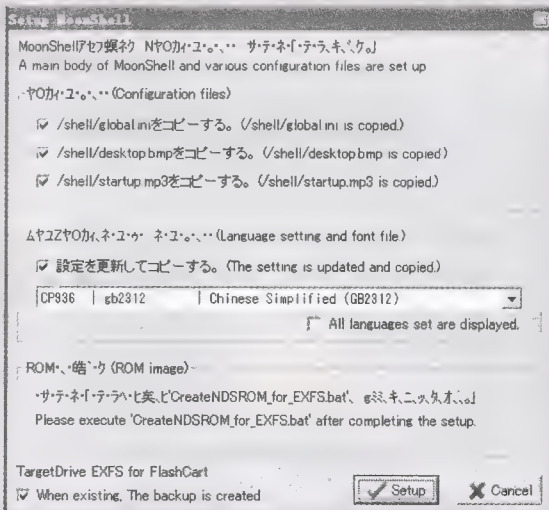 Setup MoonShell
MoonShell
A main body of MoonShell and various configuration files are set up
(Configuration files)
/shell/global iniをコピーする。 (/shell/global ini is copied.)
/shell/desktop bmpをコピーする。 (/shell/desktop bmp is copied)
/shell/startup mp3をコピーする。 (/shell/startup.mp3 is copied.)
(Language setting and font file)
設定を更新してコピーする。 (The setting is updated and copied.)
CP936 | gb2312 | Chinese Simplified (GB2312)
All languages set are displayed.
ROM (ROM image)
'CreateNDSROM_for_EXFS.bat'
Please execute 'CreateNDSROM_for_EXFS.bat' after completing the setup.
TargetDrive EXFS for FlashCart
When existing, The backup is created
Setup
Cancel